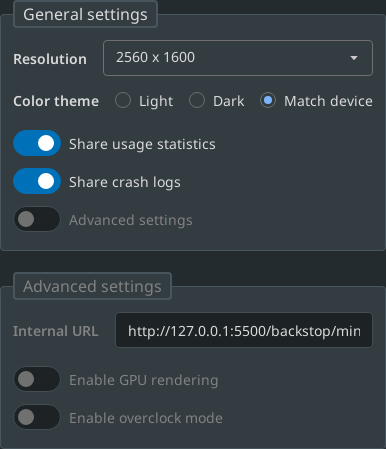 General settings
Resolution 2560 x 1600
Color theme Light Dark Match device
Share usage statistics
Share crash logs
Advanced settings
Advanced settings
Internal URL http://127.0.0.1:5500/backstop/min
Enable GPU rendering
Enable overclock mode